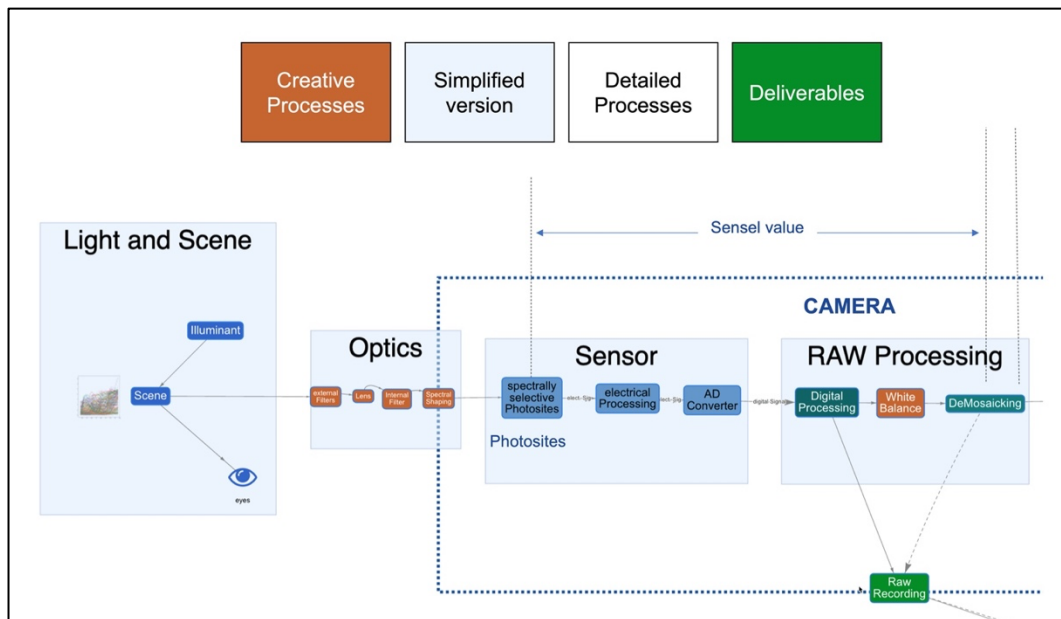 Creative
Processes
Simplified
version
Detailed
Processes
Deliverables
Sensel value
Light and Scene
CAMERA
Optics
Sensor
RAW Processing
Illuminant
Scene
eyes
external
Filters
Lens
Internal
Filter
Spectral
Shaping
spectrally
selective
Photosites
Photosites
electrical
Processing
AD
Converter
digital-Signal
Digital
Processing
White
Balance
DeMosaicking
Raw
Recording